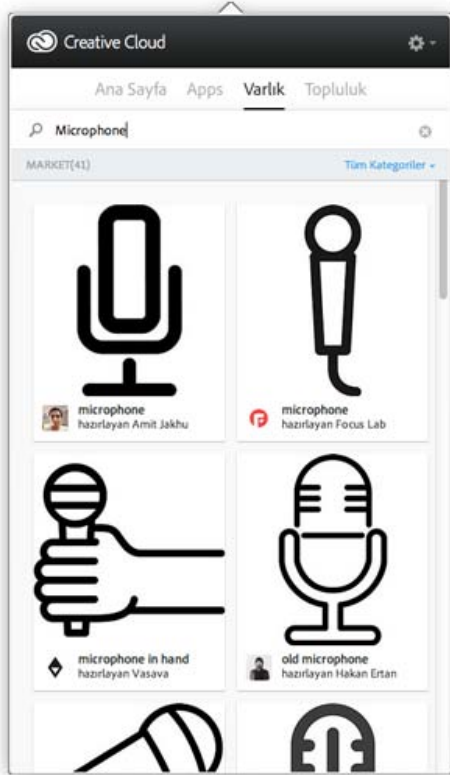 Creative Cloud
Ana Sayfa Apps Varlık Topluluk
Microphone
MARKET(41) Tüm Kategoriler
microphone
hazırlayan Amit Jakhu
microphone
hazırlayan Focus Lab
microphone in hand
hazırlayan Vasava
old microphone
hazırlayan Hakan Ertan